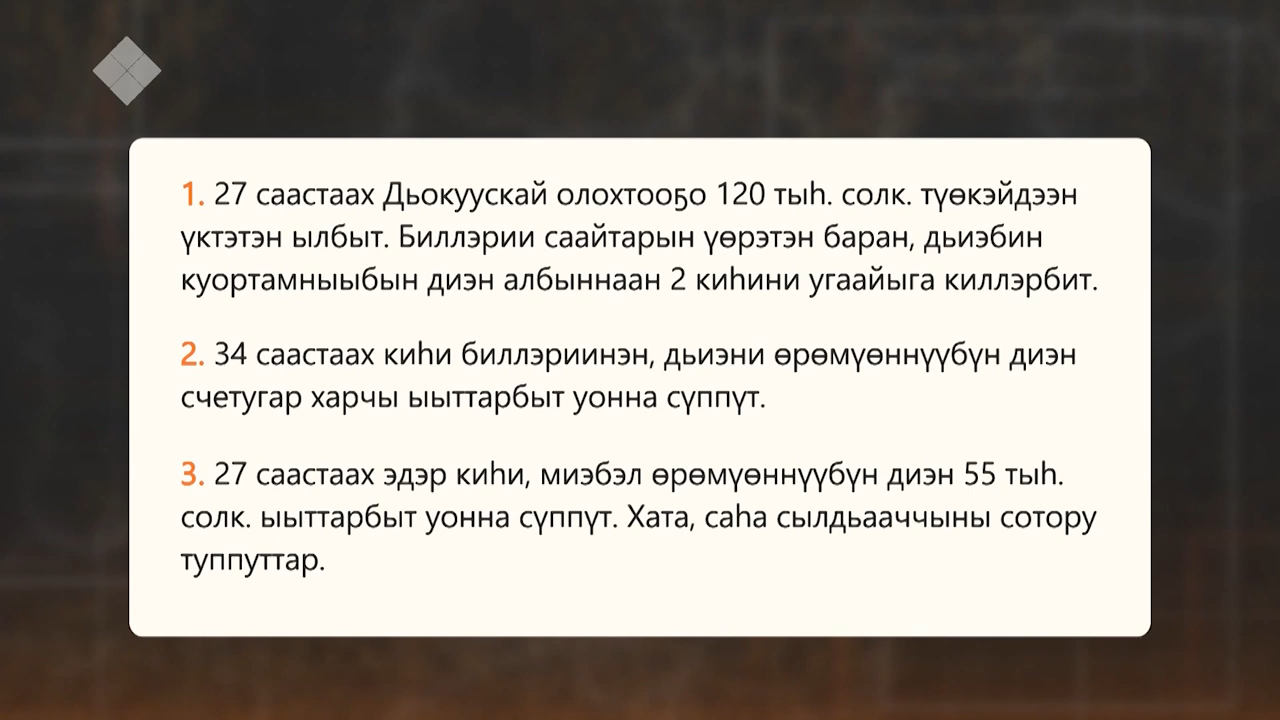 1. 27 саастаах Дьокуускай олохтооҕо 120 тыһ. солк. түөкэйдээн
үктэтэн ылбыт. Биллэрии саайтарын үөрэтэн баран, дьиэбин
куортамныыбын диэн албыннаан 2 киһини угаайыга киллэрбит.
2. 34 саастаах киһи биллэриинэн, дьиэни өрөмүөннүүбүн диэн
счетугар харчы ыыттарбыт уонна сүппүт.
3. 27 саастаах эдэр киһи, миэбэл өрөмүөннүүбүн диэн 55 тыһ.
солк. ыыттарбыт уонна сүппүт. Хата, саһа сылдьааччыны сотору
туппуттар.